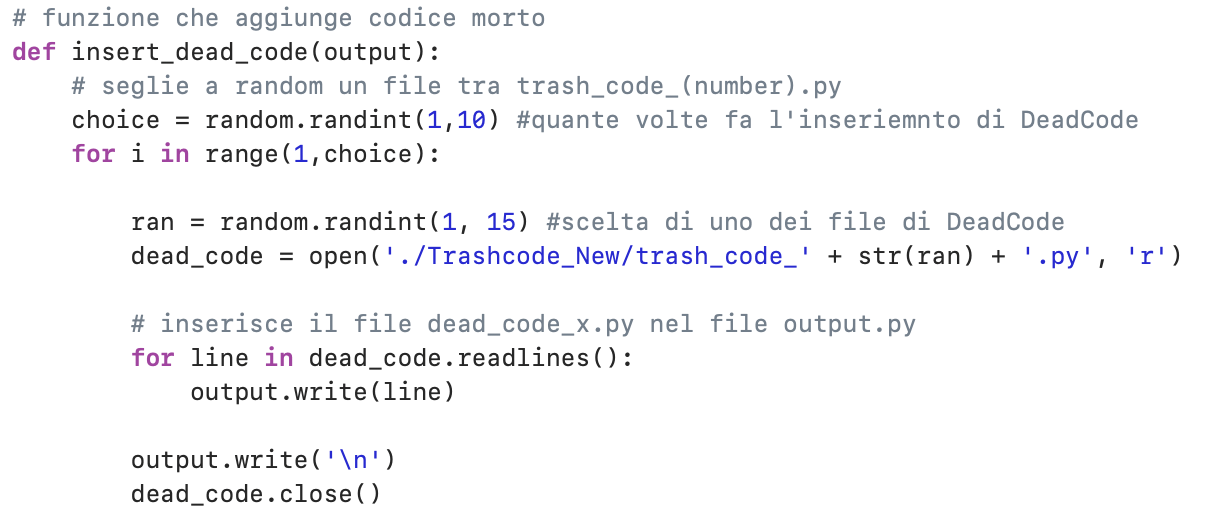 # funzione che aggiunge codice morto
def insert_dead_code(output):
    # seglie a random un file tra trash_code_(number).py
    choice = random.randint(1,10) #quante volte fa l'inseriemnto di DeadCode
    for i in range(1,choice):
        ran = random.randint(1, 15) #scelta di uno dei file di DeadCode
        dead_code = open('./Trashcode_New/trash_code_' + str(ran) + '.py', 'r')
        # inserisce il file dead_code_x.py nel file output.py
        for line in dead_code.readlines():
            output.write(line)
        output.write('\n')
        dead_code.close()